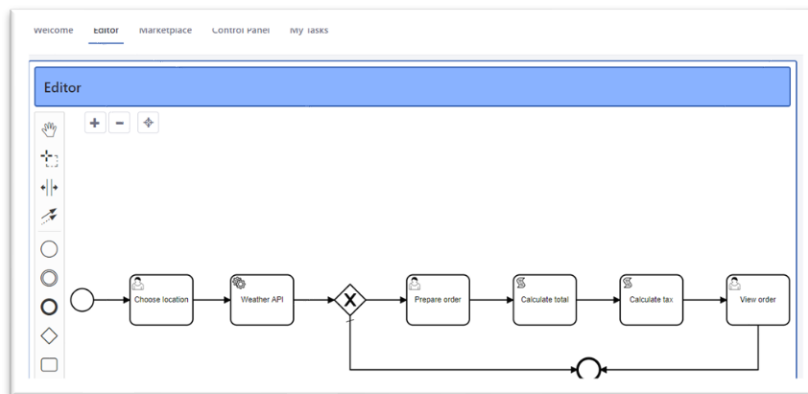 Welcome Editor Marketplace Control Panel My Tasks
Editor
Choose location Weather API X Prepare order Calculate total Calculate tax View order